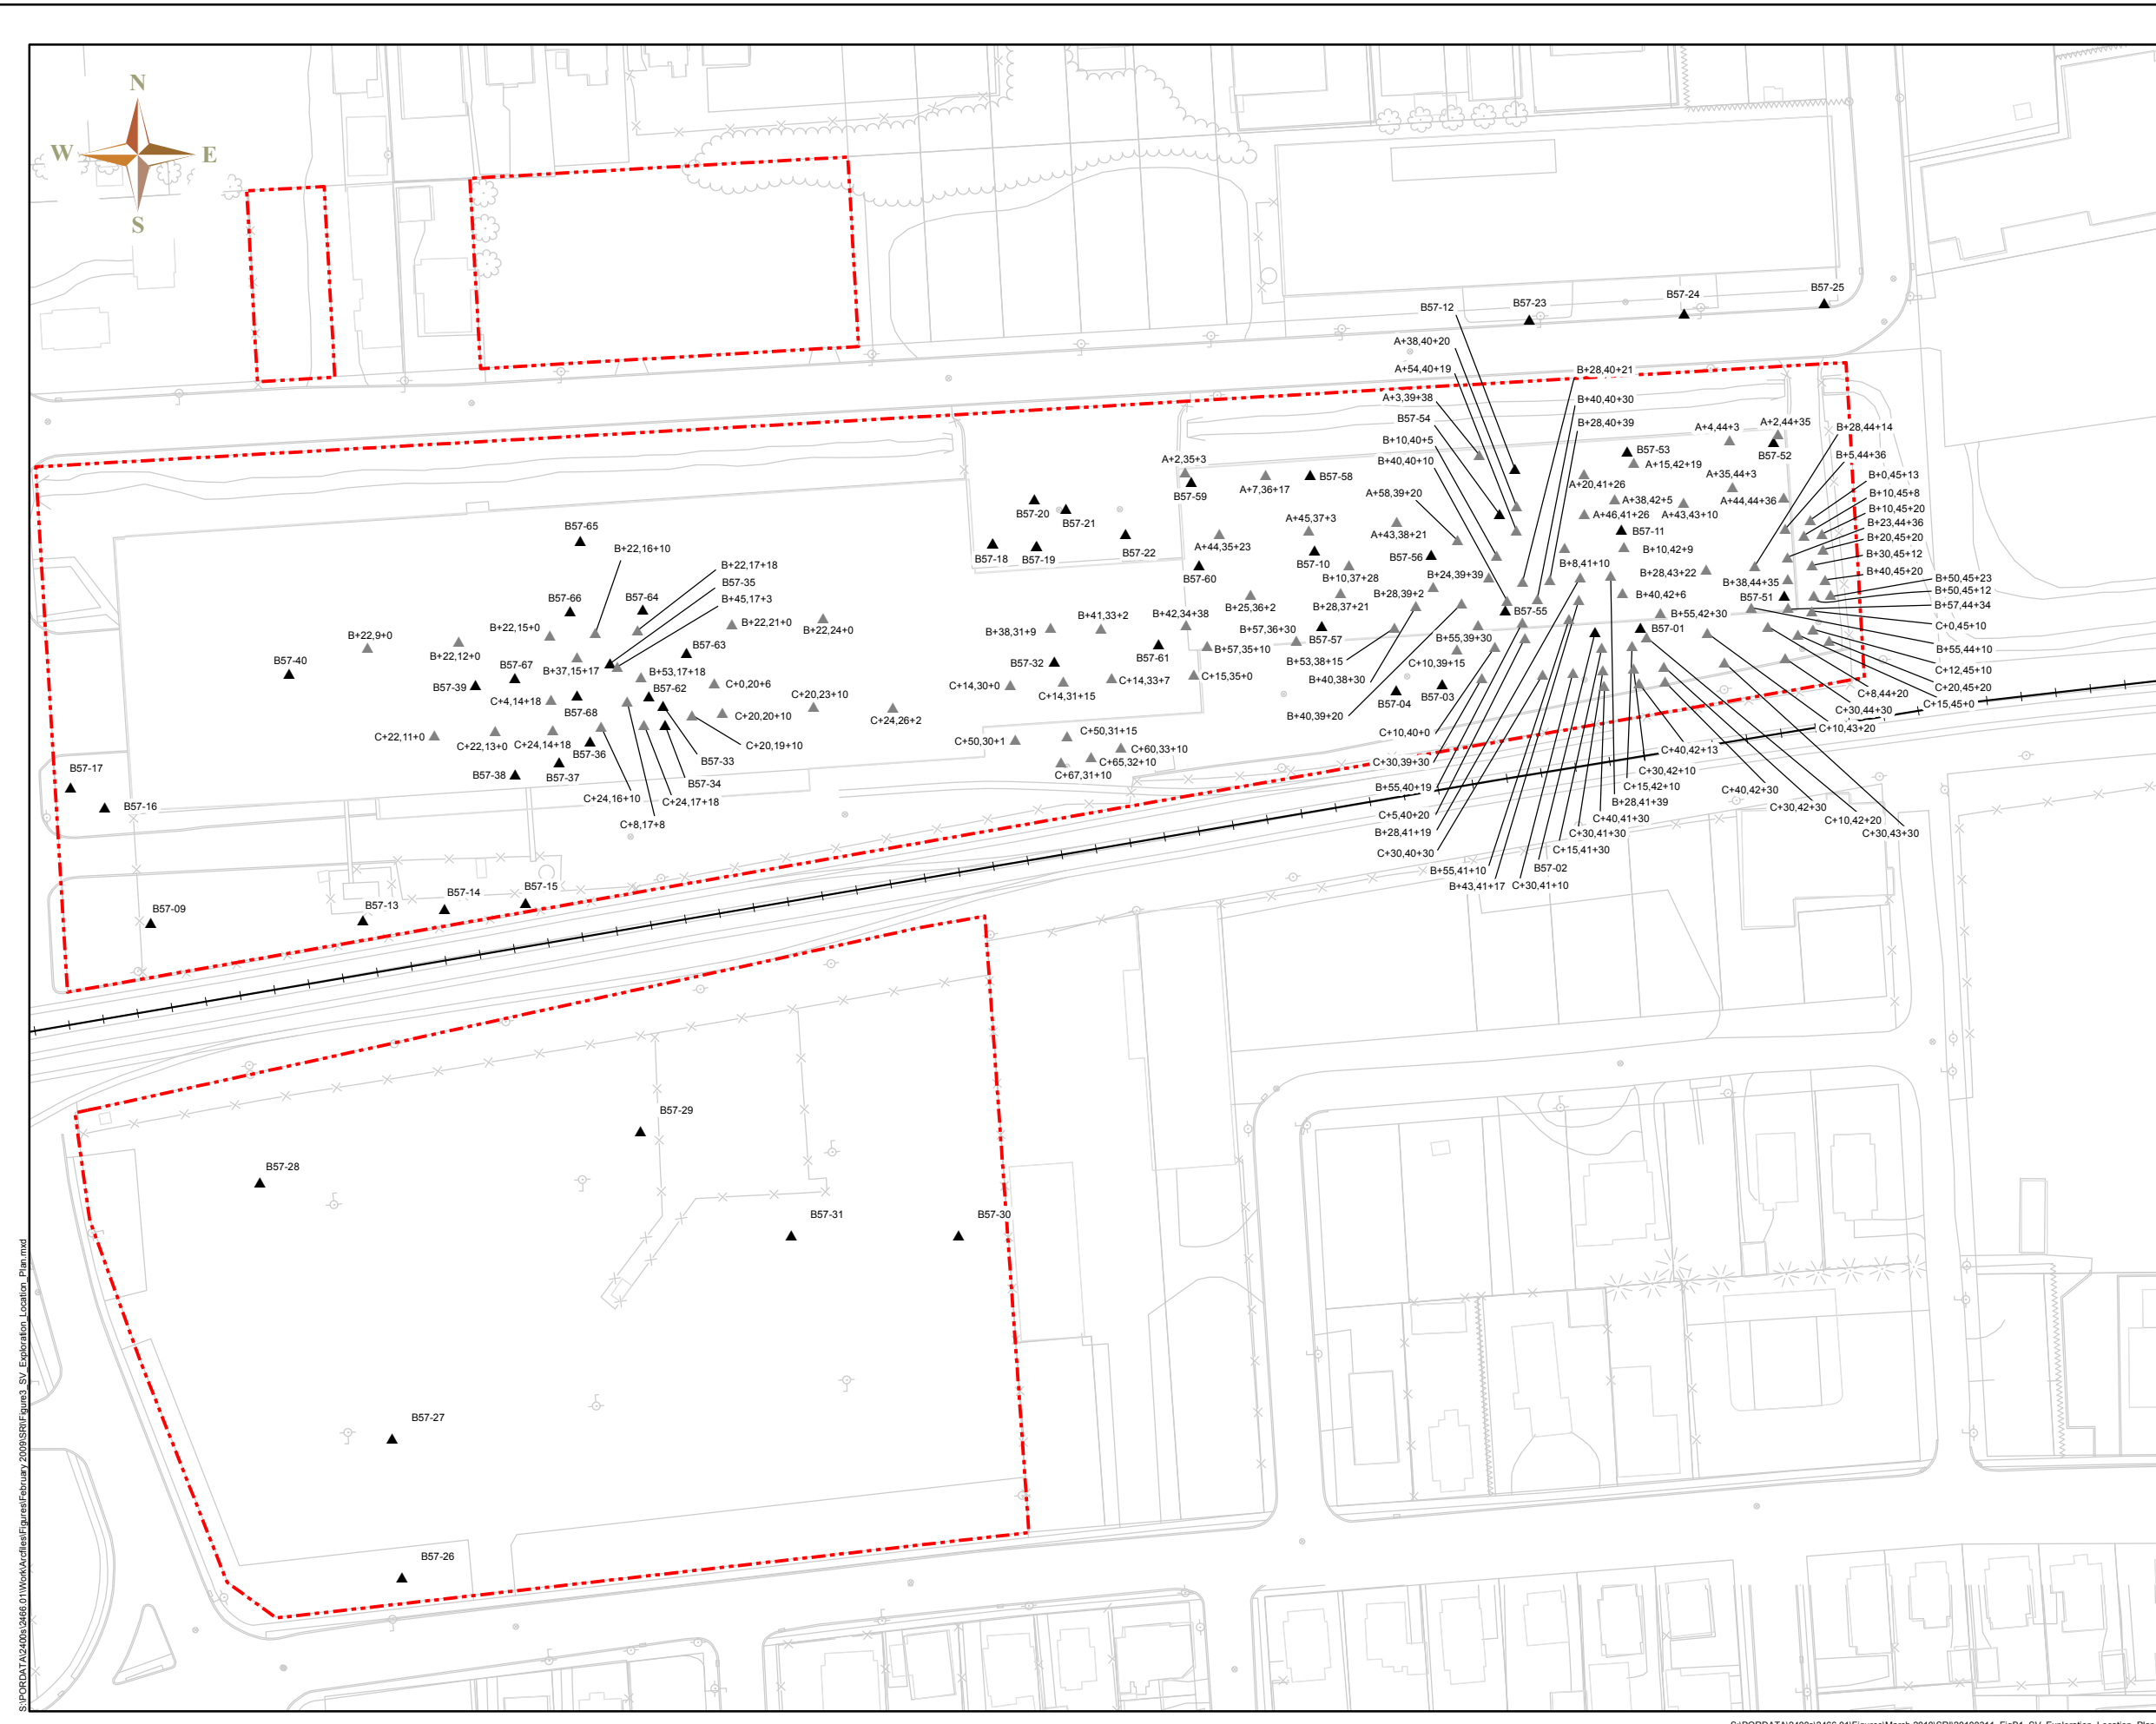 N
W
E
S
B57-25
B57-24
B57-23
B57-12
A+38,40+20
A+54,40+19
B+28,40+21
A+3,39+38
B+40,40+30
B57-54
B+28,40+39
A+4,44+3
A+2,44+35
B+28,44+14
B+10,40+5
B57-53
B57-52
B+5,44+36
A+2,35+3
B+40,40+10
A+15,42+19
B57-59
A+7,36+17
B57-58
A+20,41+26
A+35,44+3
B+0,45+13
A+58,39+20
A+38,42+5
A+44,44+36
B+10,45+8
B57-20
B57-21
A+45,37+3
A+43,38+21
A+46,41+26
A+43,43+10
B+10,45+20
B57-65
B57-11
B+23,44+36
B+22,16+10
B57-18
B57-19
B57-22
A+44,35+23
B57-10
B57-56
B+10,42+9
B+20,45+20
B+22,17+18
B57-60
B+10,37+28
B+24,39+39
B+8,41+10
B+28,43+22
B+30,45+12
B57-35
B+38,44+35
B+40,45+20
B+50,45+23
B57-66
B57-64
B+45,17+3
B+25,36+2
B+28,37+21
B+28,39+2
B+40,42+6
B57-51
B+50,45+12
B+22,15+0
B+22,21+0
B+22,24+0
B+41,33+2
B+42,34+38
B57-55
B+55,42+30
B+57,44+34
B+22,9+0
B+22,12+0
B+38,31+9
B+57,36+30
B57-57
B+55,39+30
B57-01
C+0,45+10
B57-40
B57-67
B+37,15+17
B57-63
B57-32
B57-61
B+57,35+10
B+53,38+15
C+10,39+15
B+55,44+10
B57-39
B+53,17+18
C+12,45+10
C+4,14+18
B57-62
C+0,20+6
C+14,30+0
C+14,31+15
C+14,33+7
C+15,35+0
B+40,38+30
C+20,45+20
B57-68
C+20,23+10
B57-04
B57-03
C+8,44+20
C+15,45+0
C+20,20+10
C+24,26+2
B+40,39+20
C+30,44+30
C+22,11+0
C+22,13+0
C+24,14+18
B57-36
C+20,19+10
C+50,30+1
C+50,31+15
C+10,40+0
C+10,43+20
C+60,33+10
C+40,42+13
B57-33
C+65,32+10
C+30,39+30
B57-17
B57-38
B57-37
C+67,31+10
C+30,42+10
B57-34
C+15,42+10
B+55,40+19
C+40,42+30
B57-16
C+24,16+10
C+24,17+18
B+28,41+39
C+30,42+30
C+5,40+20
C+40,41+30
C+10,42+20
C+8,17+8
B+28,41+19
C+30,41+30
C+30,43+30
C+30,40+30
C+15,41+30
B+55,41+10
B57-02
B+43,41+17
C+30,41+10
B57-09
B57-13
B57-14
B57-15
B57-29
B57-28
B57-31
B57-30
B57-27
B57-26
S:\PORDATA\2400s\2466.01\Work\Arcfiles\Figures\February 2009\SRI\Figure3_SV_Exploration_Location_Plan.mxd